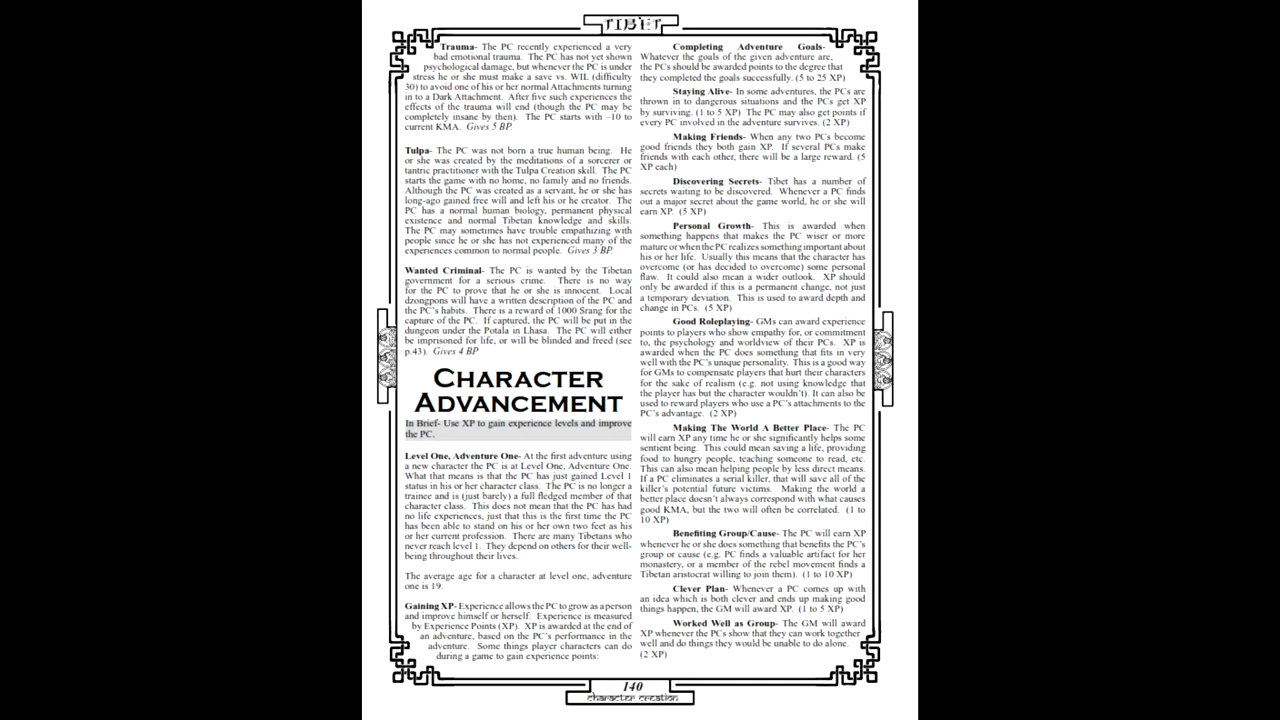 TIBET
Trauma- The PC recently experienced a very
bad emotional trauma. The PC has not yet shown
psychological damage, but whenever the PC is under
stress he or she must make a save vs. WIL (difficulty
30) to avoid one of his or her normal Attachments turning
in to a Dark Attachment. After five such experiences the
effects of the trauma will end (though the PC may be
completely insane by then). The PC starts with –10 to
current KMA. Gives 5 BP.
Tulpa- The PC was not born a true human being. He
or she was created by the meditations of a sorcerer or
tantric practitioner with the Tulpa Creation skill. The PC
starts the game with no home, no family and no friends.
Although the PC was created as a servant, he or she has
long-ago gained free will and left his or he creator. The
PC has a normal human biology, permanent physical
existence and normal Tibetan knowledge and skills.
The PC may sometimes have trouble empathizing with
people since he or she has not experienced many of the
experiences common to normal people. Gives 3 BP.
Wanted Criminal- The PC is wanted by the Tibetan
government for a serious crime. There is no way
for the PC to prove that he or she is innocent. Local
dzongpons will have a written description of the PC and
the PC's habits. There is a reward of 1000 Srang for the
capture of the PC. If captured, the PC will be put in the
dungeon under the Potala in Lhasa. The PC will either
be imprisoned for life, or will be blinded and freed (see
p.43). Gives 4 BP
CHARACTER
ADVANCEMENT
In Brief- Use XP to gain experience levels and improve
the PC.
Level One, Adventure One- At the first adventure using
a new character the PC is at Level One, Adventure One.
What that means is that the PC has just gained Level 1
status in his or her character class. The PC is no longer a
trainee and is (just barely) a full fledged member of that
character class. This does not mean that the PC has had
no life experiences, just that this is the first time the PC
has been able to stand on his or her own two feet as his
or her current profession. There are many Tibetans who
never reach level 1. They depend on others for their well-
being throughout their lives.
The average age for a character at level one, adventure
one is 19.
Gaining XP- Experience allows the PC to grow as a person
and improve himself or herself. Experience is measured
by Experience Points (XP). XP is awarded at the end of
an adventure, based on the PC's performance in the
adventure. Some things player characters can do
during a game to gain experience points:
Completing Adventure Goals-
Whatever the goals of the given adventure are,
the PC's should be awarded points to the degree that
they completed the goals successfully. (5 to 25 XP)
Staying Alive- In some adventures, the PCs are
thrown in to dangerous situations and the PCs get XP
by surviving. (1 to 5 XP) The PC may also get points if
every PC involved in the adventure survives. (2 XP)
Making Friends- When any two PC's become
good friends they both gain XP. If several PC's make
friends with each other, there will be a large reward. (5
XP each)
Discovering Secrets- Tibet has a number of
secrets waiting to be discovered. Whenever a PC finds
out a major secret about the game world, he or she will
earn XP. (5 XP)
Personal Growth- This is awarded when
something happens that makes the PC wiser or more
mature or when the PC realizes something important about
his or her life. Usually this means that the character has
overcome (or has decided to overcome) some personal
flaw. It could also mean a wider outlook. XP should
only be awarded if this is a permanent change, not just
a temporary deviation. This is used to award depth and
change in PCs. (5 XP)
Good Roleplaying- GMs can award experience
points to players who show empathy for, or commitment
to, the psychology and worldview of their PCs. XP is
awarded when the PC does something that fits in very
well with the PC's unique personality. This is a good way
for GMs to compensate players that hurt their characters
for the sake of realism (e.g. not using knowledge that
the player has but the character wouldn't). It can also be
used to reward players who use a PC's attachments to the
PC's advantage. (2 XP)
Making The World A Better Place- The PC
will earn XP any time he or she significantly helps some
sentient being. This could mean saving a life, providing
food to hungry people, teaching someone to read, etc.
This can also mean helping people by less direct means.
If a PC eliminates a serial killer, that will save all of the
killer's potential future victims. Making the world a
better place doesn't always correspond with what causes
good KMA, but the two will often be correlated. (1 to
10 XP)
Benefiting Group/Cause- The PC will earn XP
whenever he or she does something that benefits the PC's
group or cause (e.g. PC finds a valuable artifact for her
monastery, or a member of the rebel movement finds a
Tibetan aristocrat willing to join them). (1 to 10 XP)
Clever Plan- Whenever a PC comes up with
an idea which is both clever and ends up making good
things happen, the GM will award XP. (1 to 5 XP)
Worked Well as Group- The GM will award
XP whenever the PCs show that they can work together
well and do things they would be unable to do alone.
(2 XP)
140
character creation